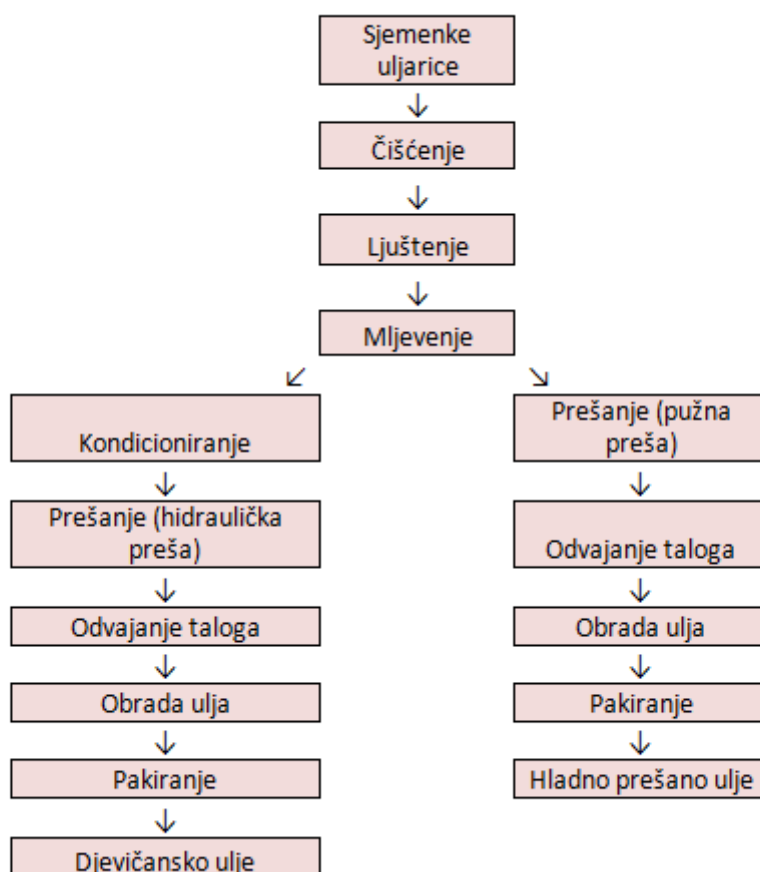 Sjemenke
uljarice
↓
Čišćenje
↓
Ljuštenje
↓
Mljevenje
↙ ↘
Kondicioniranje
↓
Prešanje (hidraulička
preša)
↓
Odvajanje taloga
↓
Obrada ulja
↓
Pakiranje
↓
Djevičansko ulje
Prešanje (pužna
preša)
↓
Odvajanje taloga
↓
Obrada ulja
↓
Pakiranje
↓
Hladno prešano ulje